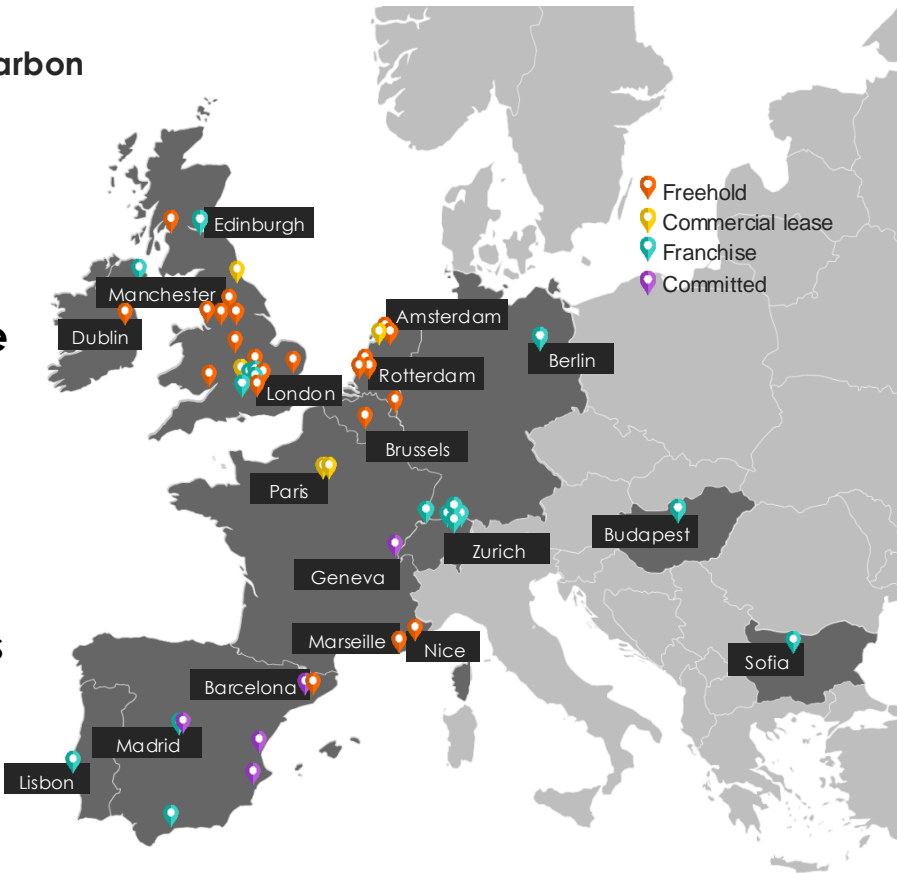 arbon
Freehold
Commercial lease
Franchise
Committed
Edinburgh
Manchester
Dublin
e
Amsterdam
Berlin
Rotterdam
London
Brussels
Paris
Budapest
Zurich
Geneva
Marseille
Nice
s
Sofia
Barcelona
Madrid
Lisbon